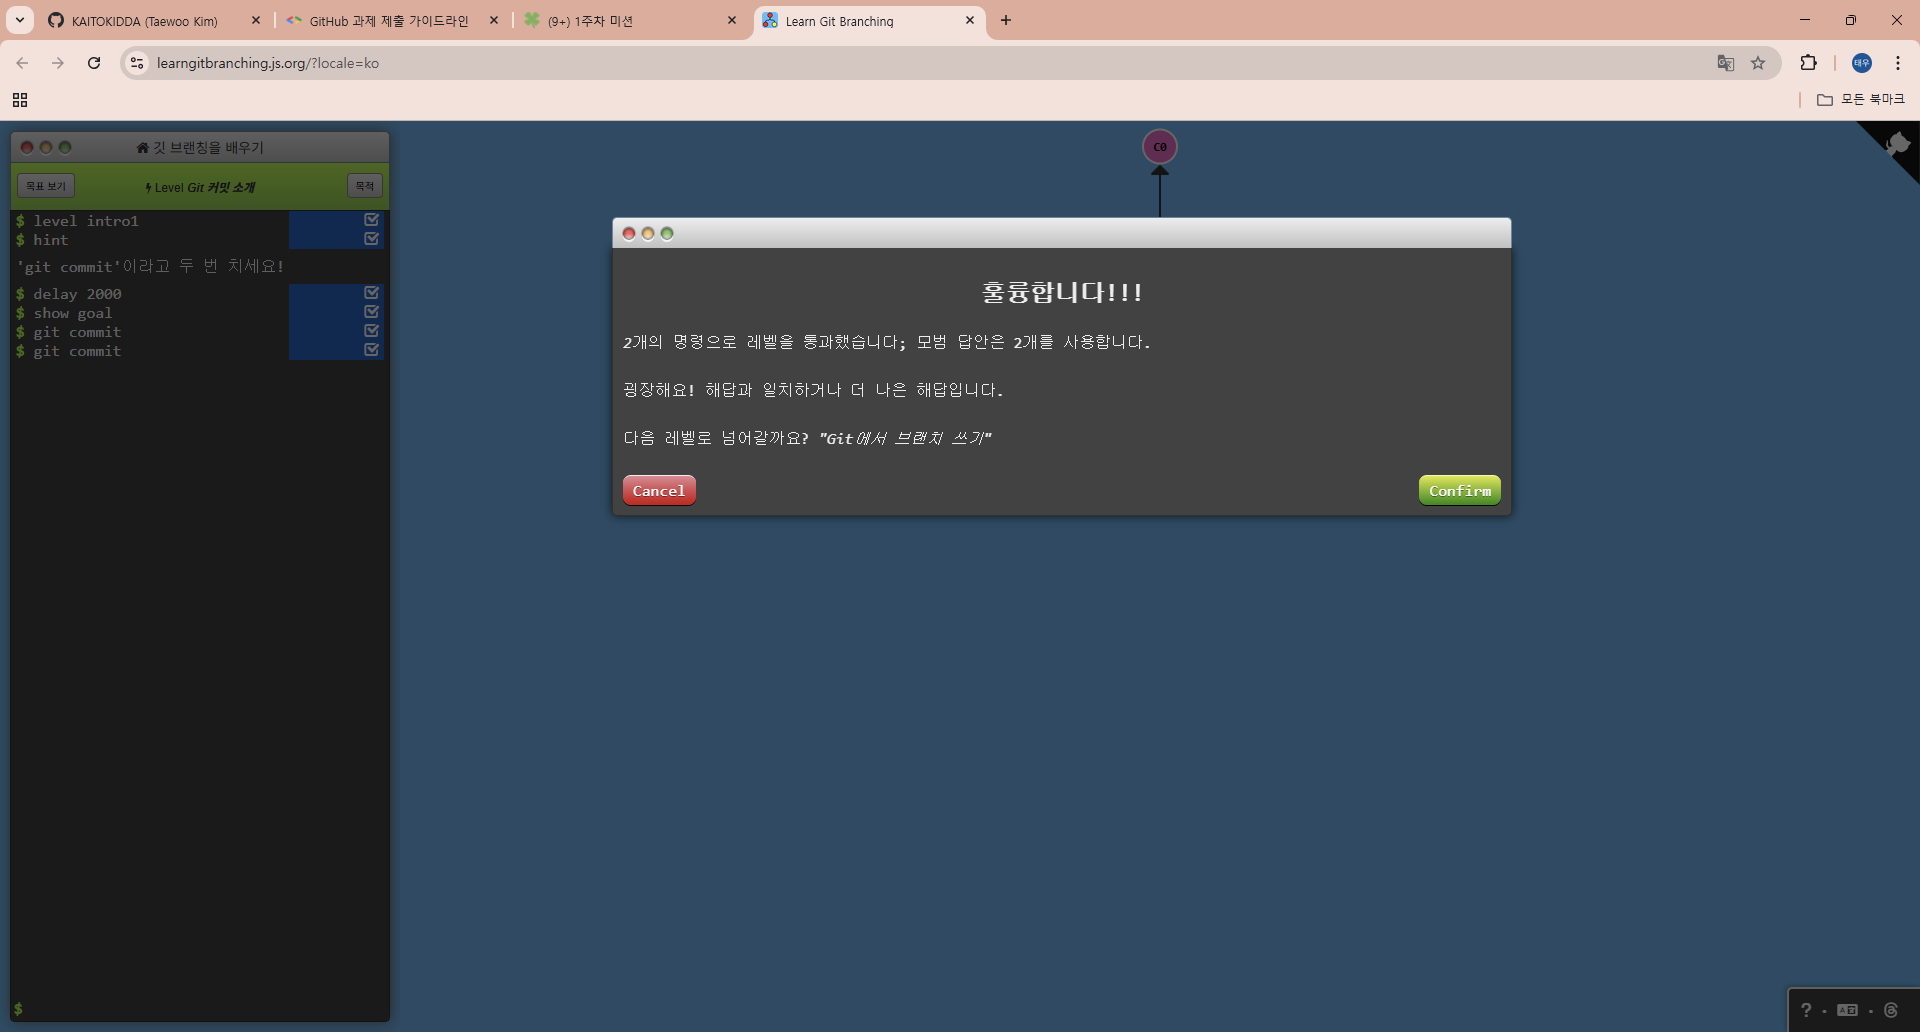 KAITOKIDDA (Taewoo Kim)
GitHub 과제 제출 가이드라인
(9+) 1주차 미션
Learn Git Branching
learngitbranching.js.org/?locale=ko
태우
모든 북마크
깃 브랜칭을 배우기
목표 보기
Level Git 커밋 소개
목적
$ level intro1
$ hint
'git commit'이라고 두 번 치세요!
$ delay 2000
$ show goal
$ git commit
$ git commit
$
C0
훌륭합니다!!!
2개의 명령으로 레벨을 통과했습니다; 모범 답안은 2개를 사용합니다.
굉장해요! 해답과 일치하거나 더 나은 해답입니다.
다음 레벨로 넘어갈까요? "Git에서 브랜치 쓰기"
Cancel
Confirm
?